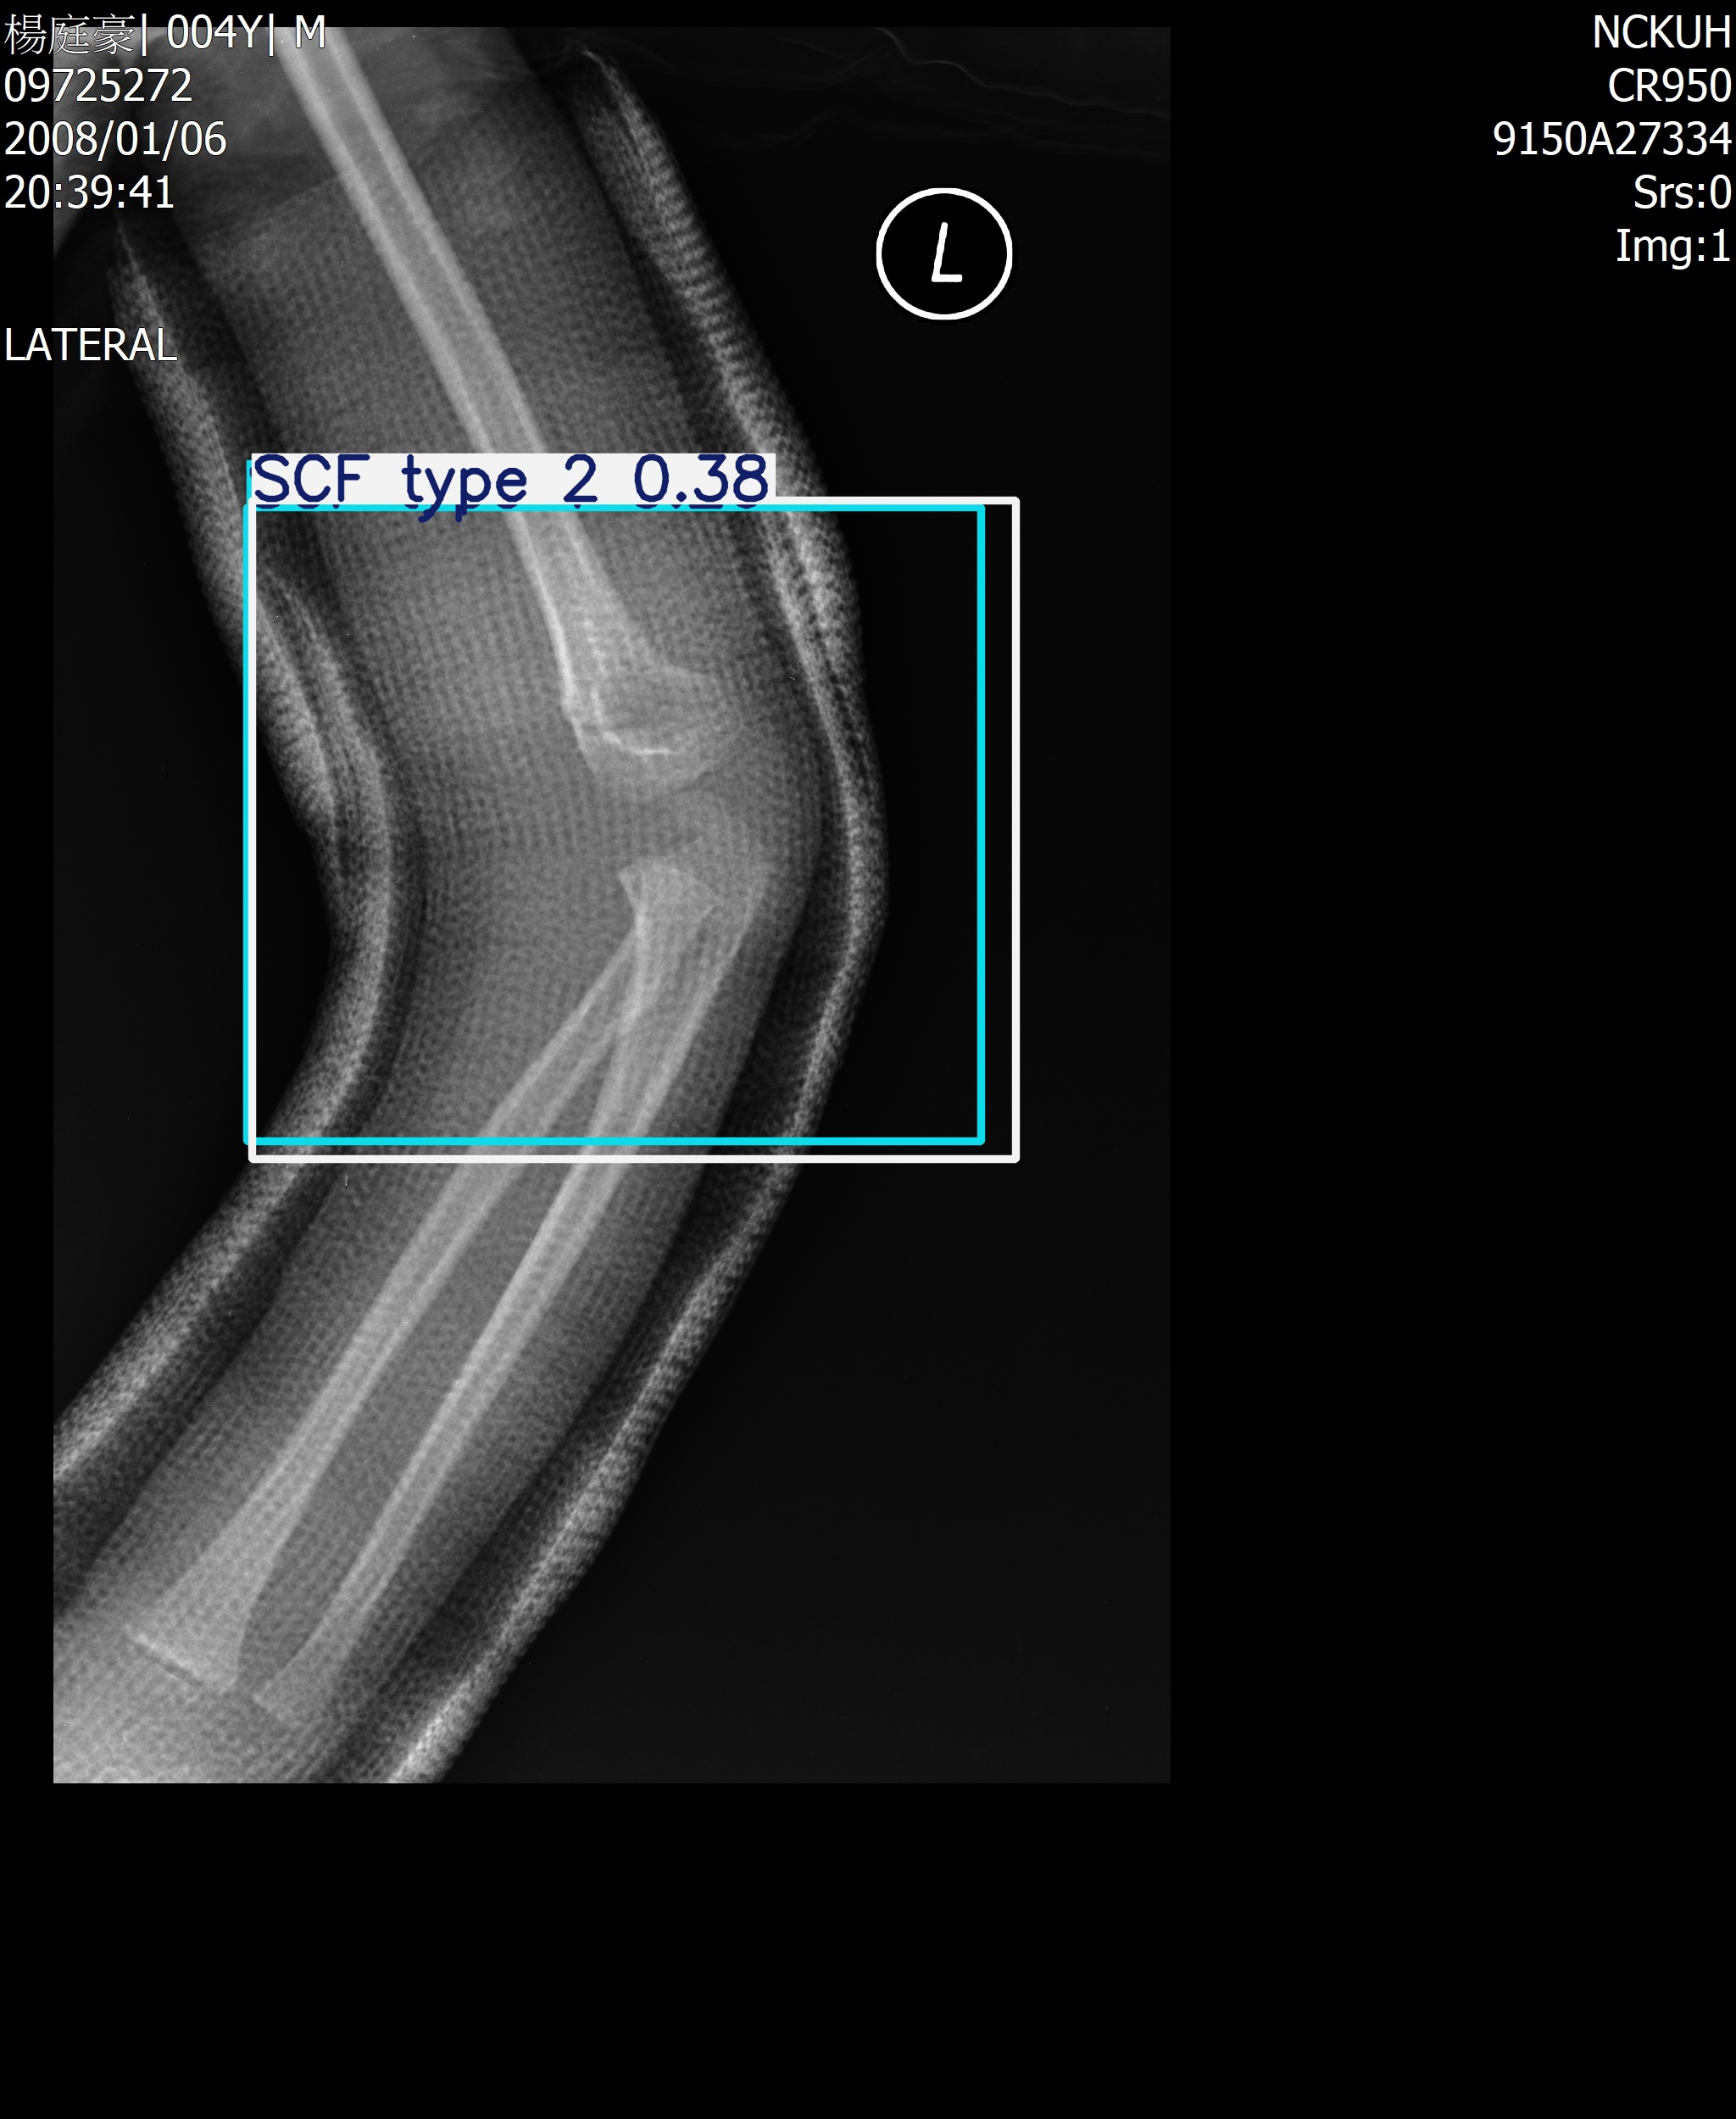 楊庭豪| 004Y| M
09725272
2008/01/06
20:39:41
LATERAL
NCKUH
CR950
9150A27334
Srs:0
Img:1
L
SCF type 2 0.38